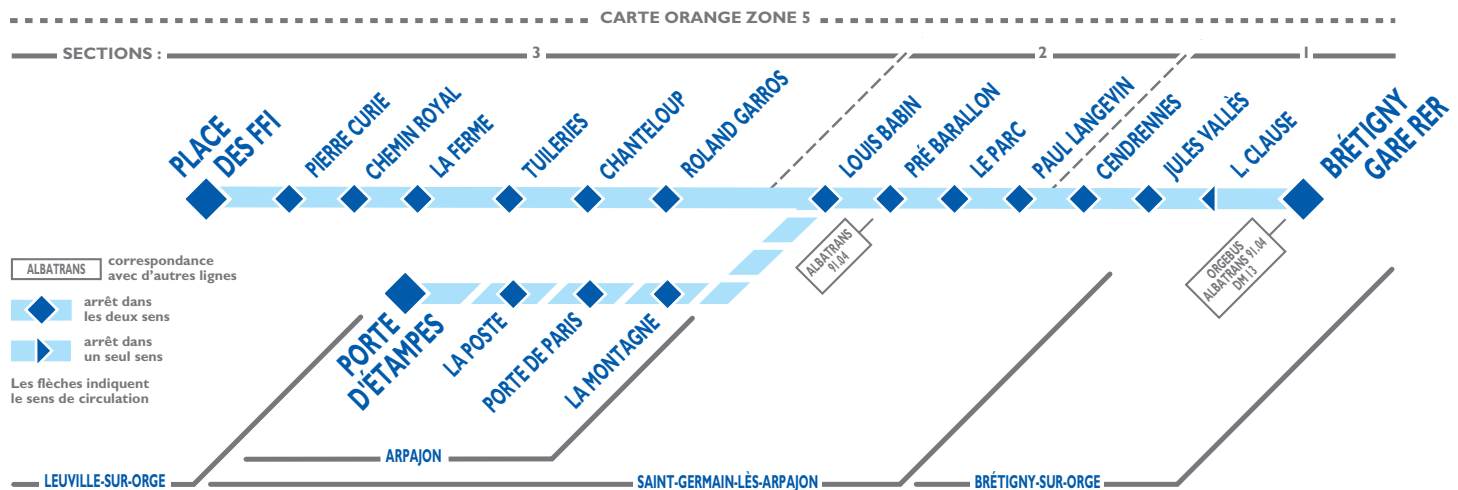 CARTE ORANGE ZONE 5
SECTIONS :
3
2
1
PLACE
DES FFI
PIERRE CURIE
CHEMIN ROYAL
LA FERME
TUILERIES
CHANTELOUP
ROLAND GARROS
LOUIS BABIN
PRÉ BARALLON
LE PARC
PAUL LANGEVIN
CENDRENNES
JULES VALLÈS
L. CLAUSE
BRÉTIGNY
GARE RER
ALBATRANS
91.04
ORGEBUS
ALBATRANS 91.04
DM 13
ALBATRANS
correspondance
avec d'autres lignes
arrêt dans
les deux sens
arrêt dans
un seul sens
Les flèches indiquent
le sens de circulation
PORTE
D'ÉTAMPES
LA POSTE
PORTE DE PARIS
LA MONTAGNE
ARPAJON
LEUVILLE-SUR-ORGE
SAINT-GERMAIN-LÈS-ARPAJON
BRÉTIGNY-SUR-ORGE